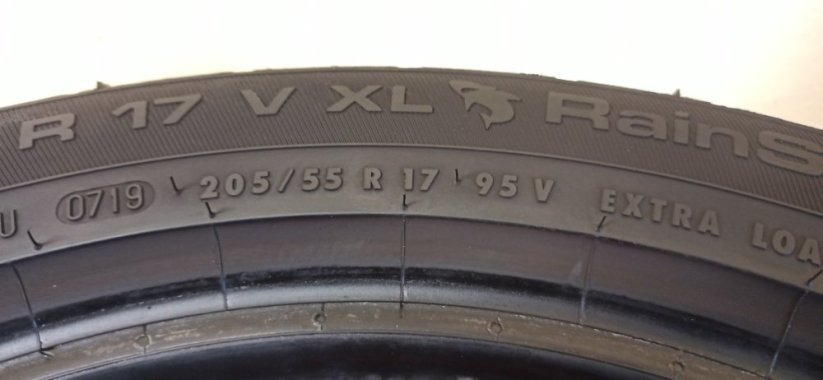 R 17 V XL RainS
U 0719 205/55 R 17 95 V EXTRA LOA